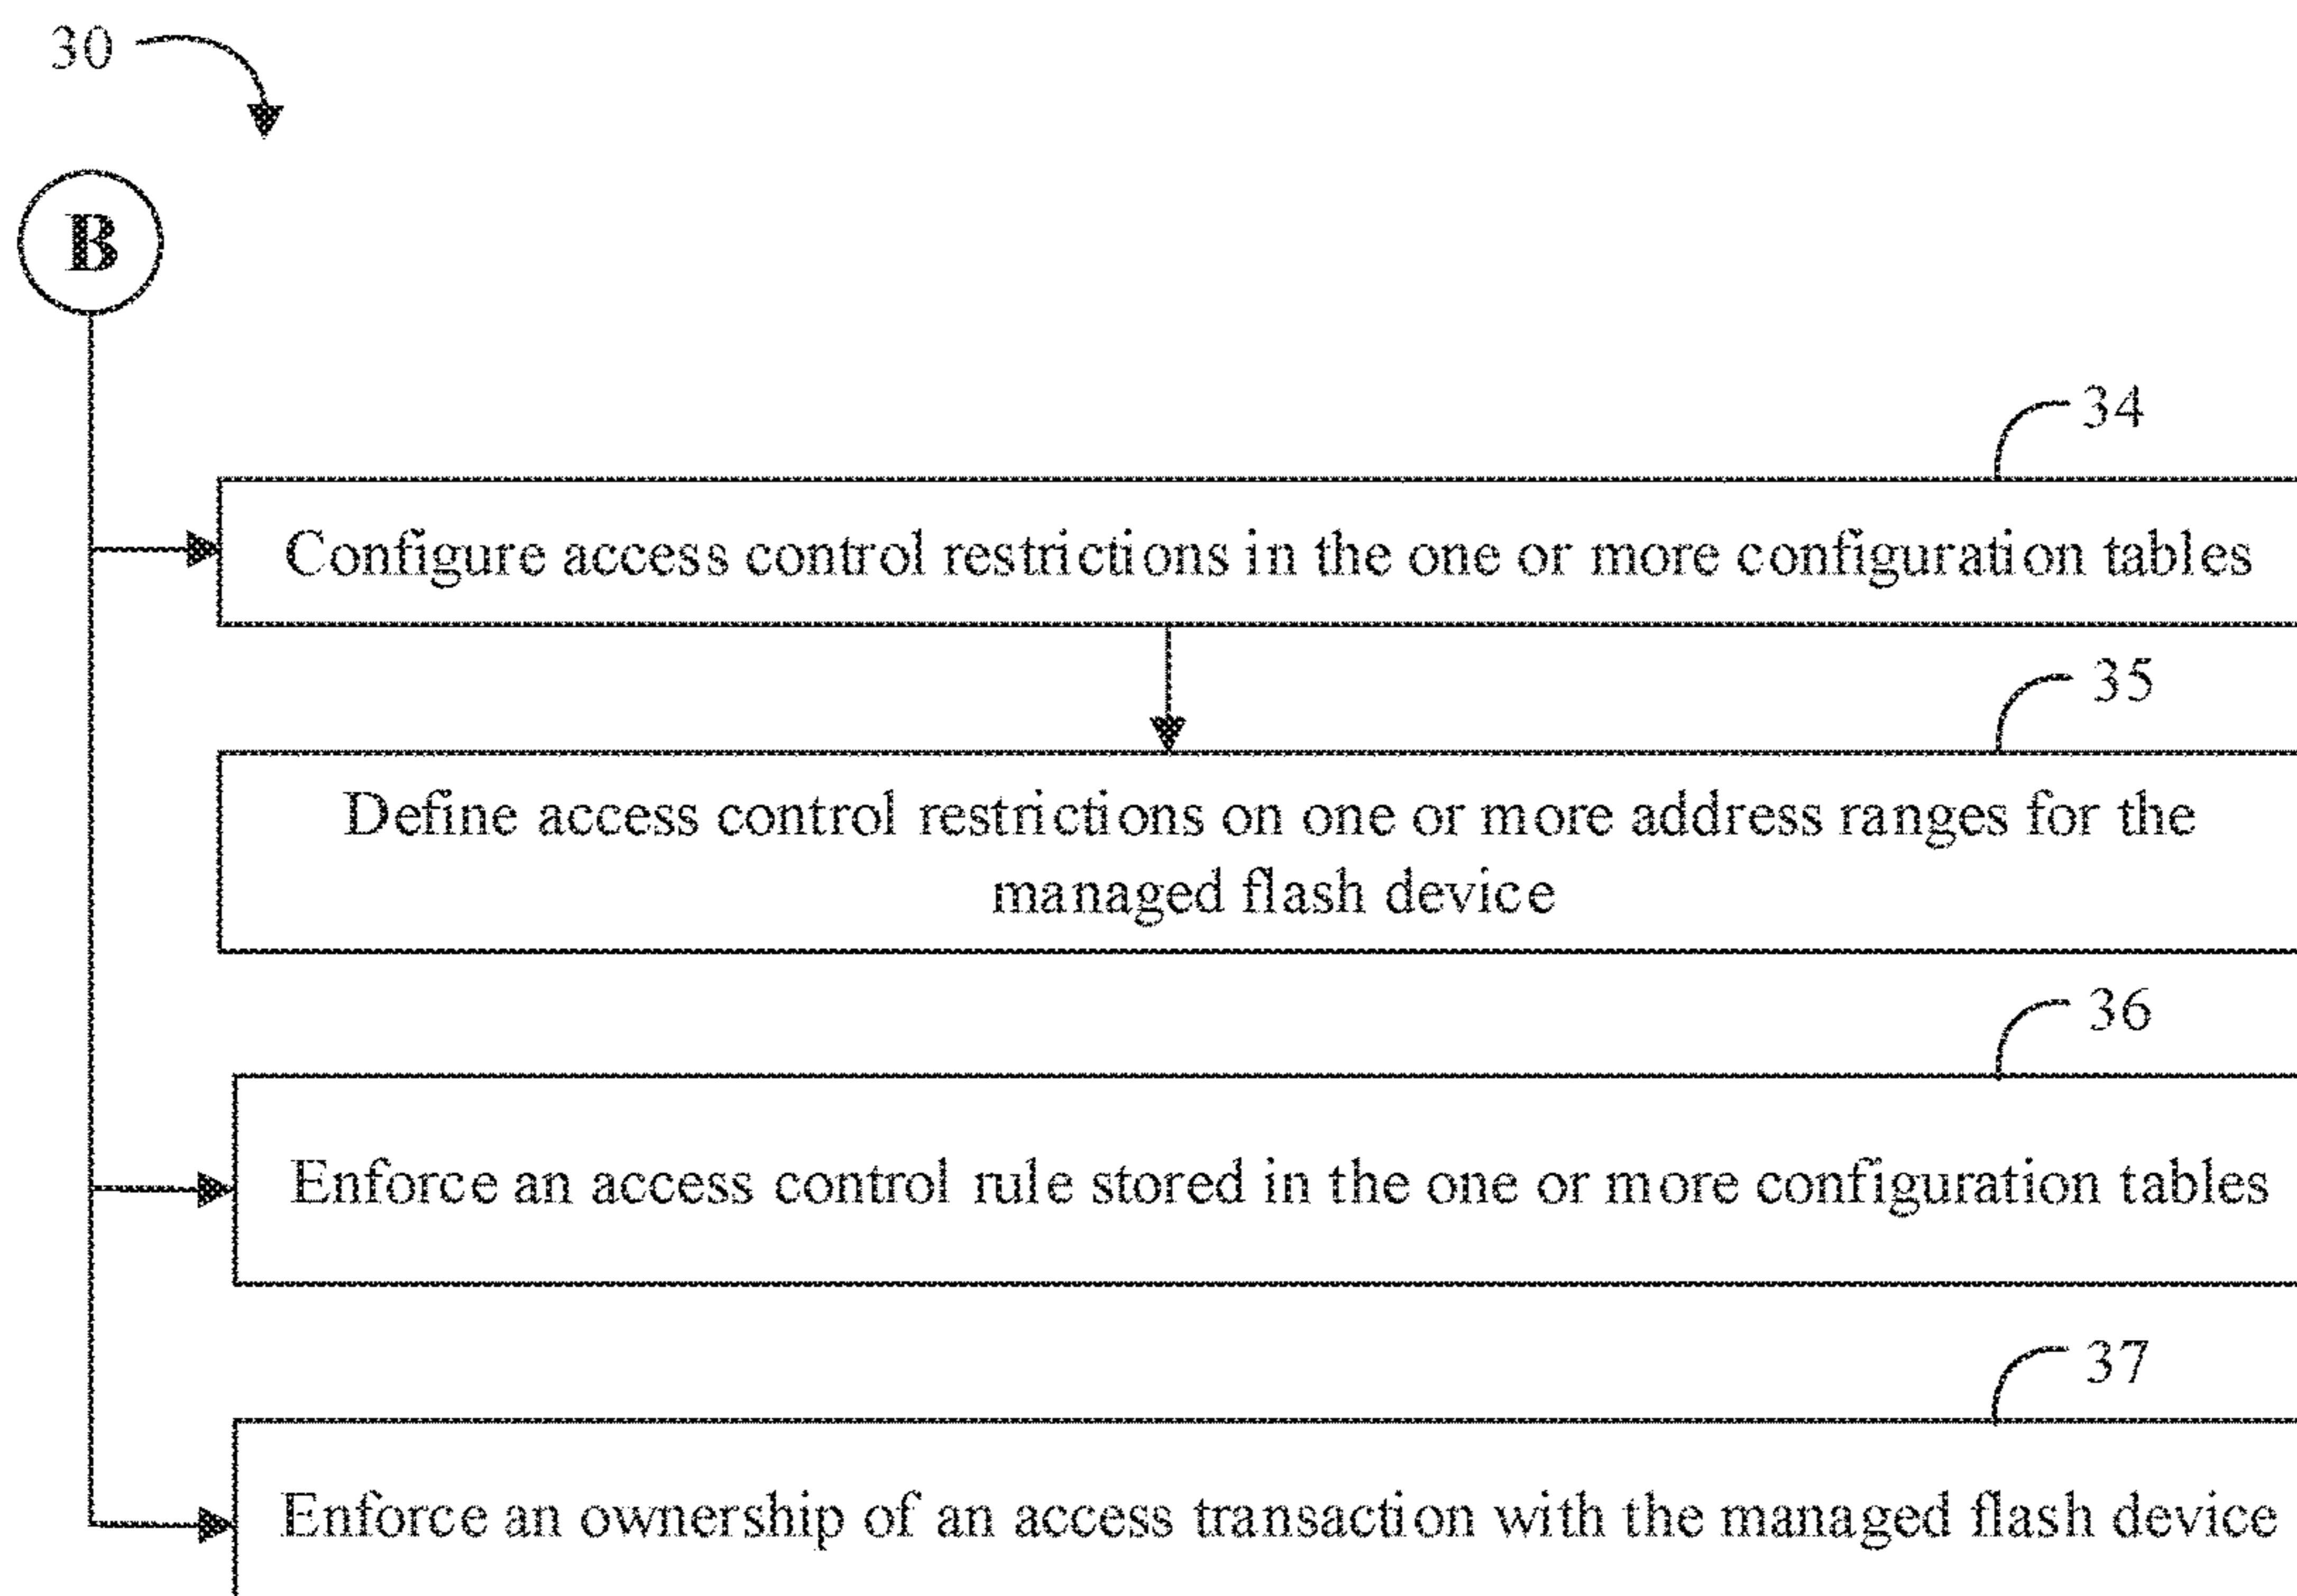 30
B
34
Configure access control restrictions in the one or more configuration tables
35
Define access control restrictions on one or more address ranges for the
managed flash device
36
Enforce an access control rule stored in the one or more configuration tables
37
Enforce an ownership of an access transaction with the managed flash device